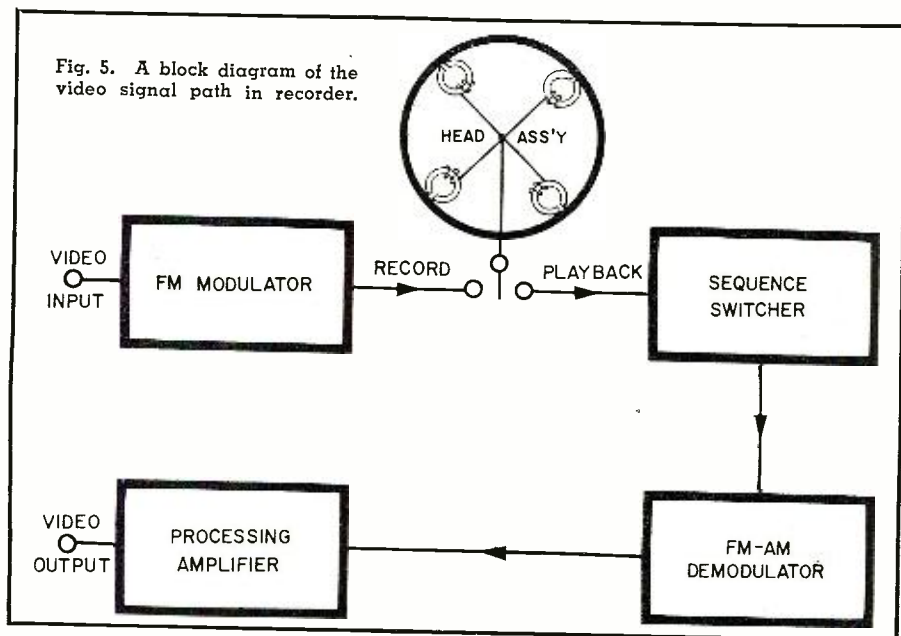 Fig. 5. A block diagram of the
video signal path in recorder.
HEAD ASS'Y
VIDEO
INPUT
FM MODULATOR
RECORD
PLAYBACK
SEQUENCE
SWITCHER
VIDEO
OUTPUT
PROCESSING
AMPLIFIER
FM-AM
DEMODULATOR